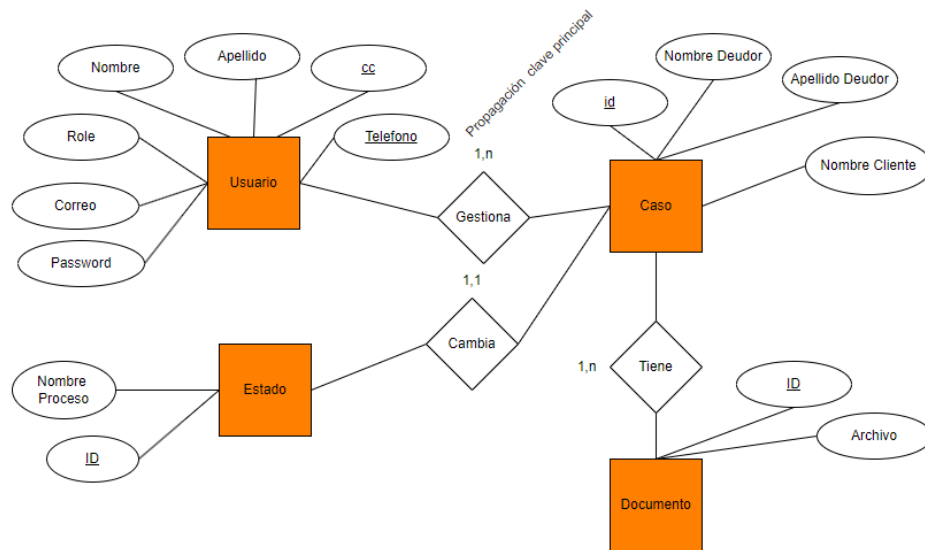 Propagación clave principal
Nombre
Apellido
cc
Nombre Deudor
Apellido Deudor
id
Role
Telefono
1,n
Usuario
Nombre Cliente
Correo
Gestiona
Caso
Password
1,1
Cambia
Estado
Nombre
Proceso
1,n
Tiene
ID
ID
Archivo
Documento